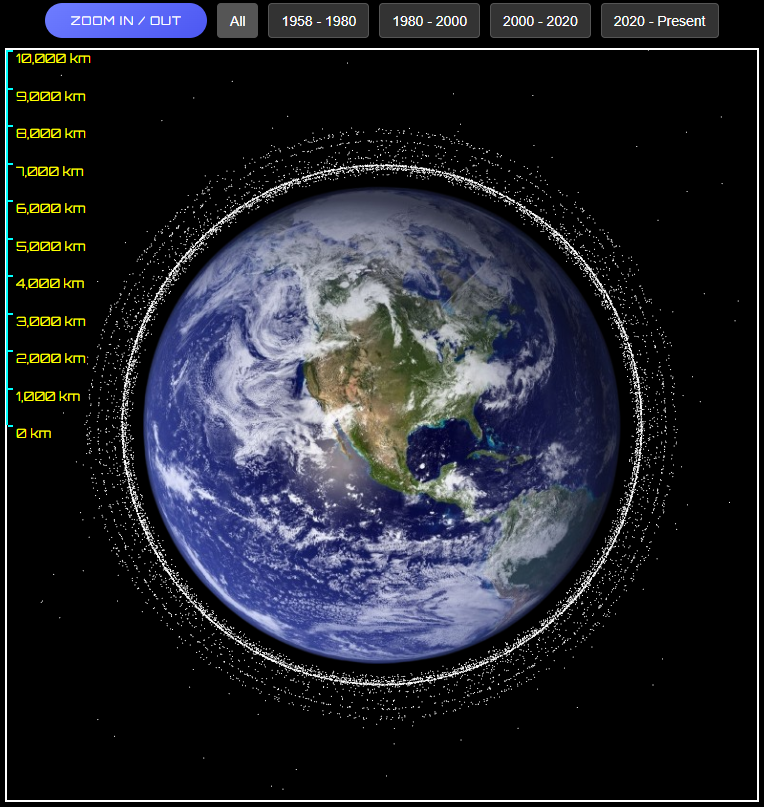 ZOOM IN / OUT
All
1958 - 1980
1980 - 2000
2000 - 2020
2020 - Present
10,000 km
9,000 km
8,000 km
7,000 km
6,000 km
5,000 km
4,000 km
3,000 km
2,000 km
1,000 km
0 km